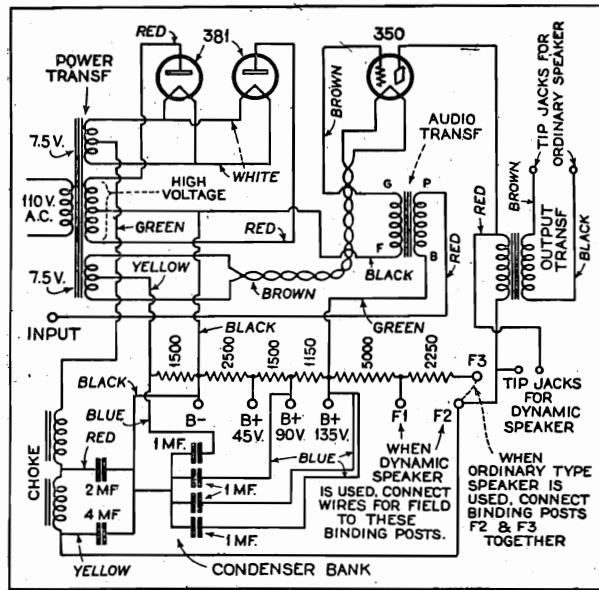 RED
381
350
POWER
TRANSF
BROWN
TIP JACKS FOR
ORDINARY SPEAKER
AUDIO
TRANSF
7.5 V.
WHITE
HIGH
VOLTAGE
110 V.
A.C.
GREEN
RED
G
P
F
B
BLACK
RED
RED
BROWN
OUTPUT
TRANSF
BLACK
7.5 V.
YELLOW
BROWN
INPUT
BLACK
GREEN
1500
2500
1500
1150
5000
2250
F3
BLACK
BLUE
B-
B+
45 V.
B+
90 V.
B+
135 V.
F1
F2
TIP JACKS
FOR
DYNAMIC
SPEAKER
RED
CHOKE
2 MF.
4 MF.
YELLOW
1 MF.
BLUE
1 MF.
1 MF.
CONDENSER BANK
WHEN
DYNAMIC
SPEAKER
IS USED, CONNECT
WIRES FOR FIELD
TO THESE
BINDING POSTS.
WHEN
ORDINARY TYPE
SPEAKER IS
USED, CONNECT
BINDING POSTS
F2 & F3
TOGETHER